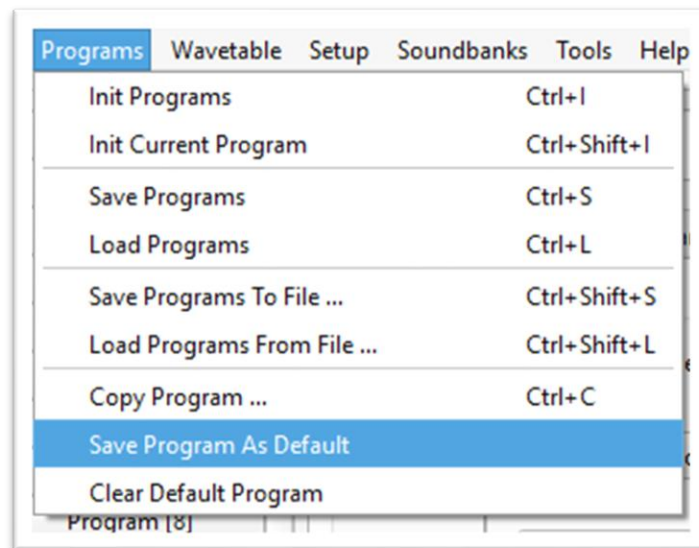 Programs Wavetable Setup Soundbanks Tools Help
Init Programs Ctrl+I
Init Current Program Ctrl+Shift+I
Save Programs Ctrl+S
Load Programs Ctrl+L
Save Programs To File ... Ctrl+Shift+S
Load Programs From File ... Ctrl+Shift+L
Copy Program ... Ctrl+C
Save Program As Default
Clear Default Program
Program [8]